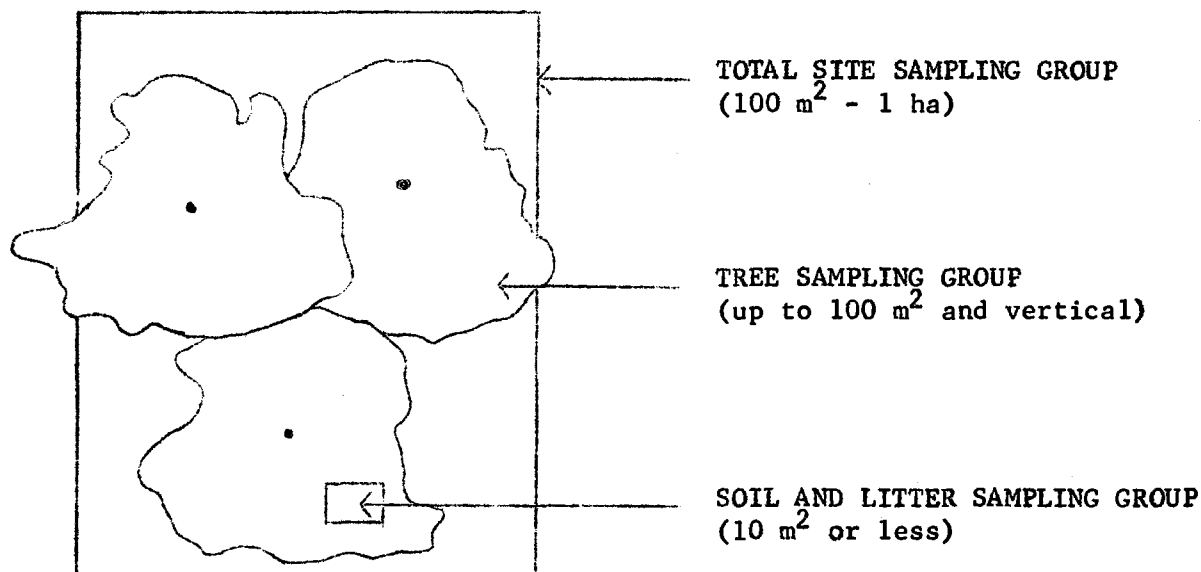 TOTAL SITE SAMPLING GROUP
(100 m² - 1 ha)
TREE SAMPLING GROUP
(up to 100 m² and vertical)
SOIL AND LITTER SAMPLING GROUP
(10 m² or less)